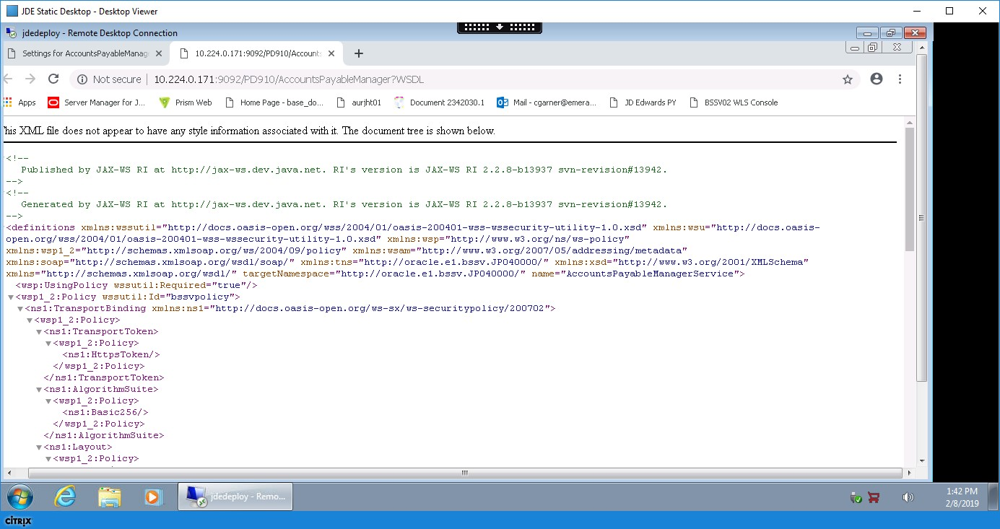 JDE Static Desktop - Desktop Viewer
jdedeploy - Remote Desktop Connection
Settings for AccountsPayableManag
10.224.0.171:9092/PD910/Account
Not secure | 10.224.0.171:9092/PD910/AccountsPayableManager?WSDL
Apps Server Manager for J... Prism Web Home Page - base_do... aurjht01 Document 2342030.1 Mail - cgarner@emera... JD Edwards PY BSSV02 WLS Console
his XML file does not appear to have any style information associated with it. The document tree is shown below.
<!--
Published by JAX-WS RI at http://jax-ws.dev.java.net. RI's version is JAX-WS RI 2.2.8-b13937 svn-revision#13942.
-->
<!--
Generated by JAX-WS RI at http://jax-ws.dev.java.net. RI's version is JAX-WS RI 2.2.8-b13937 svn-revision#13942.
-->
<definitions xmlns:wssutil="http://docs.oasis-open.org/wss/2004/01/oasis-200401-wss-wssecurity-utility-1.0.xsd" xmlns:wsu="http://docs.oasis-
open.org/wss/2004/01/oasis-200401-wss-wssecurity-utility-1.0.xsd" xmlns:wsp="http://www.w3.org/ns/ws-policy"
xmlns:wsp1_2="http://schemas.xmlsoap.org/ws/2004/09/policy" xmlns:wsam="http://www.w3.org/2007/05/addressing/metadata"
xmlns:soap="http://schemas.xmlsoap.org/wsdl/soap/" xmlns:tns="http://oracle.e1.bssv.JP040000/" xmlns:xsd="http://www.w3.org/2001/XMLSchema"
xmlns="http://schemas.xmlsoap.org/wsdl/" targetNamespace="http://oracle.e1.bssv.JP040000/" name="AccountsPayableManagerService">
<wsp:UsingPolicy wssutil:Required="true"/>
<wsp1_2:Policy wssutil:Id="bssvpolicy">
<ns1:TransportBinding xmlns:ns1="http://docs.oasis-open.org/ws-sx/ws-securitypolicy/200702">
<wsp1_2:Policy>
<ns1:TransportToken>
<wsp1_2:Policy>
<ns1:HttpsToken/>
</wsp1_2:Policy>
</ns1:TransportToken>
<ns1:AlgorithmSuite>
<wsp1_2:Policy>
<ns1:Basic256/>
</wsp1_2:Policy>
</ns1:AlgorithmSuite>
<ns1:Layout>
<wsp1_2:Policy>
jdedeploy - Remo...
1:42 PM
2/8/2019
CITRIX